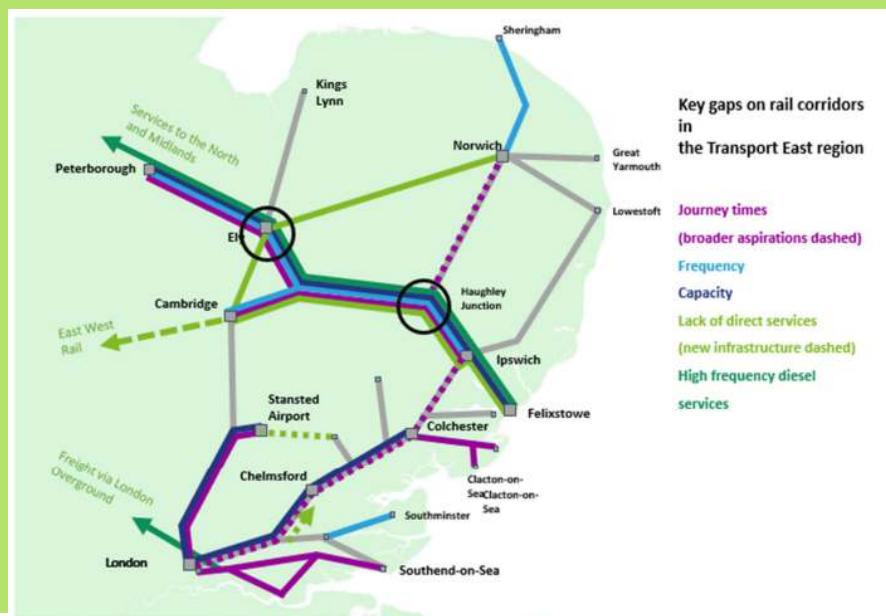 Sheringham
Kings
Lynn
Services to the North
and Midlands
Peterborough
Norwich
Great
Yarmouth
Ely
Lowestoft
Haughley
Junction
Cambridge
East West
Rail
Ipswich
Stansted
Airport
Felixstowe
Colchester
Chelmsford
Clacton-on-
Sea
Clacton-on-
Sea
Freight via London
Overground
Southminster
London
Southend-on-Sea
Key gaps on rail corridors
in
the Transport East region
Journey times
(broader aspirations dashed)
Frequency
Capacity
Lack of direct services
(new infrastructure dashed)
High frequency diesel
services